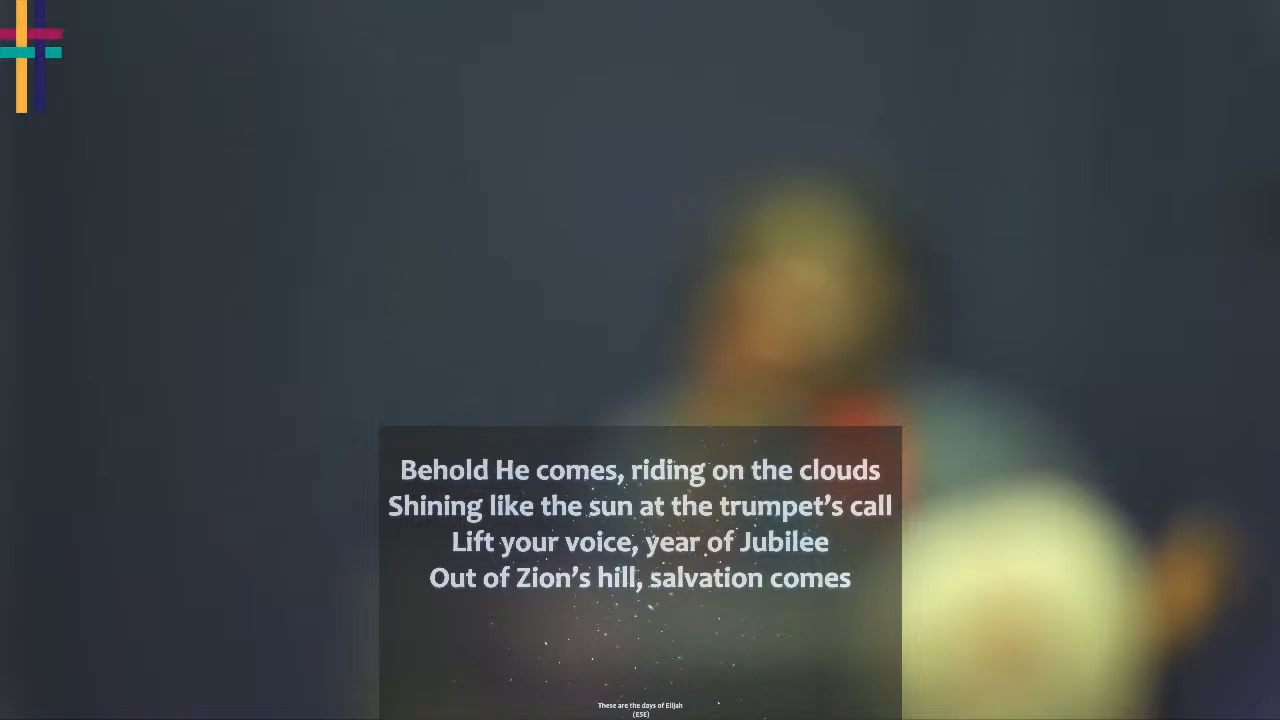 Behold He comes, riding on the clouds
Shining like the sun at the trumpet’s call
Lift your voice, year of Jubilee
Out of Zion’s hill, salvation comes
These are the days of Elijah
(ESE)